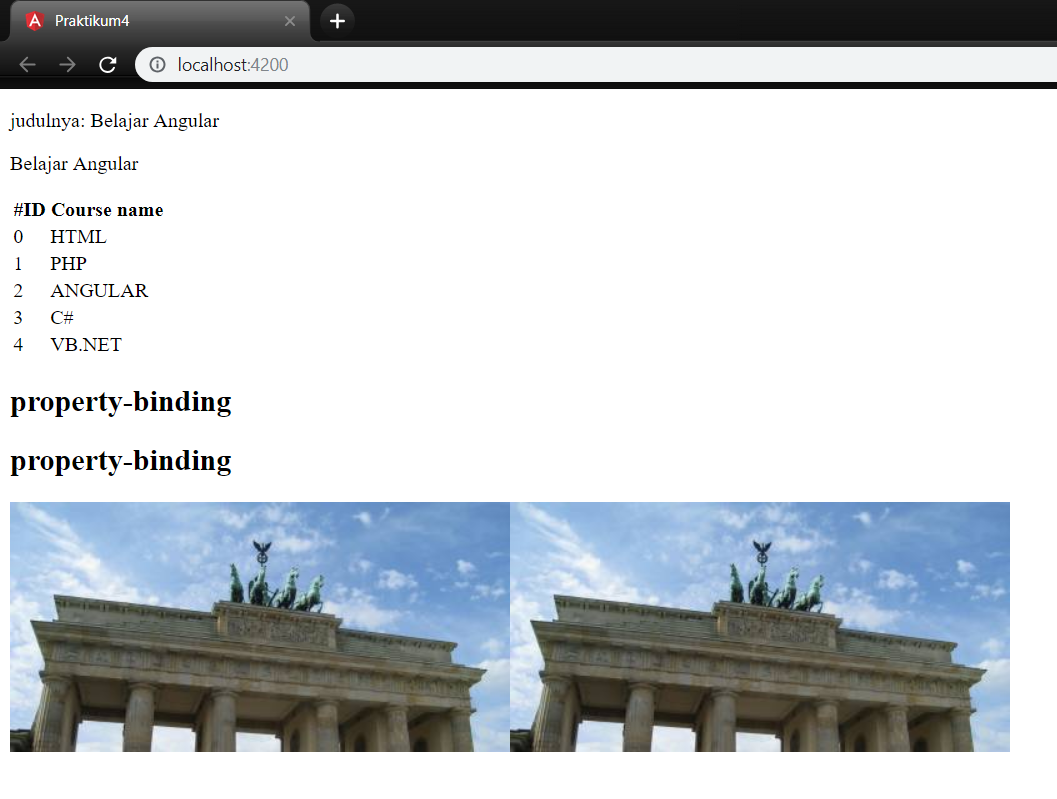 Praktikum4
localhost:4200
judulnya: Belajar Angular
Belajar Angular
#ID Course name
0 HTML
1 PHP
2 ANGULAR
3 C#
4 VB.NET
property-binding
property-binding